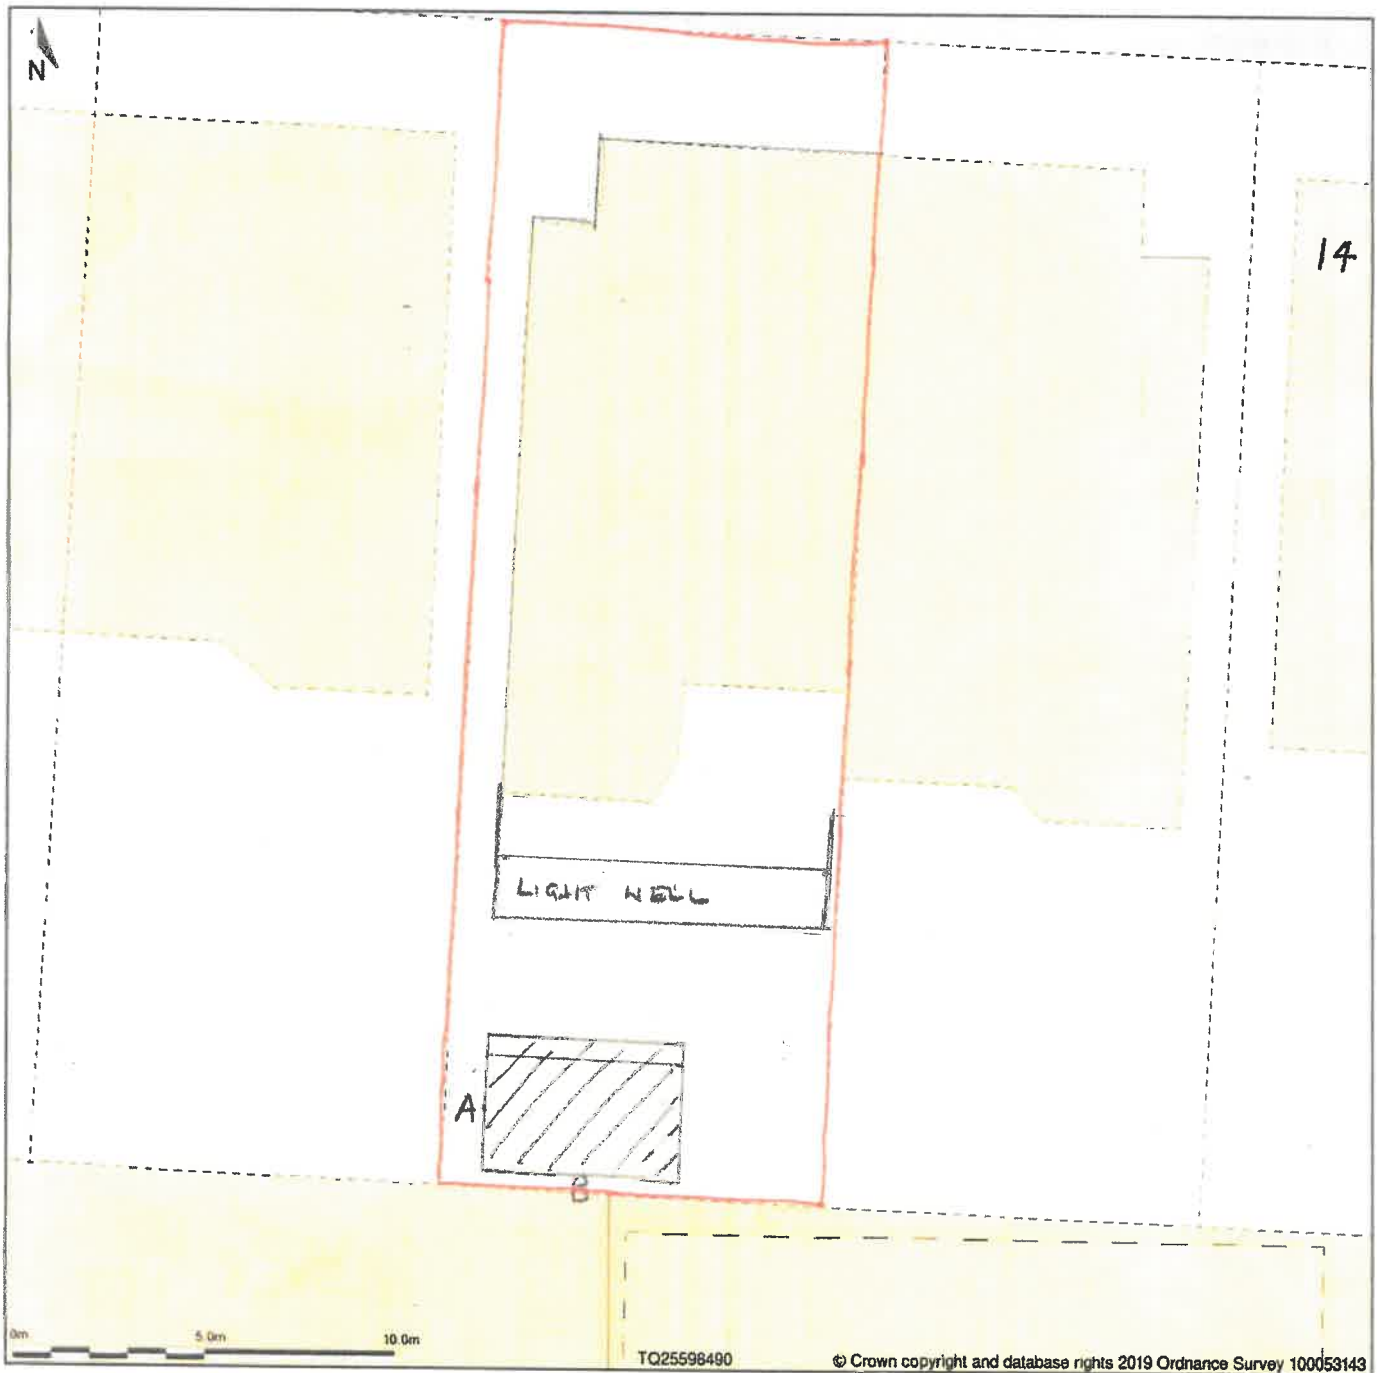 N
14
LIGHT WELL
A
B
0m 5.0m 10.0m
TQ25598490
© Crown copyright and database rights 2019 Ordnance Survey 100053143